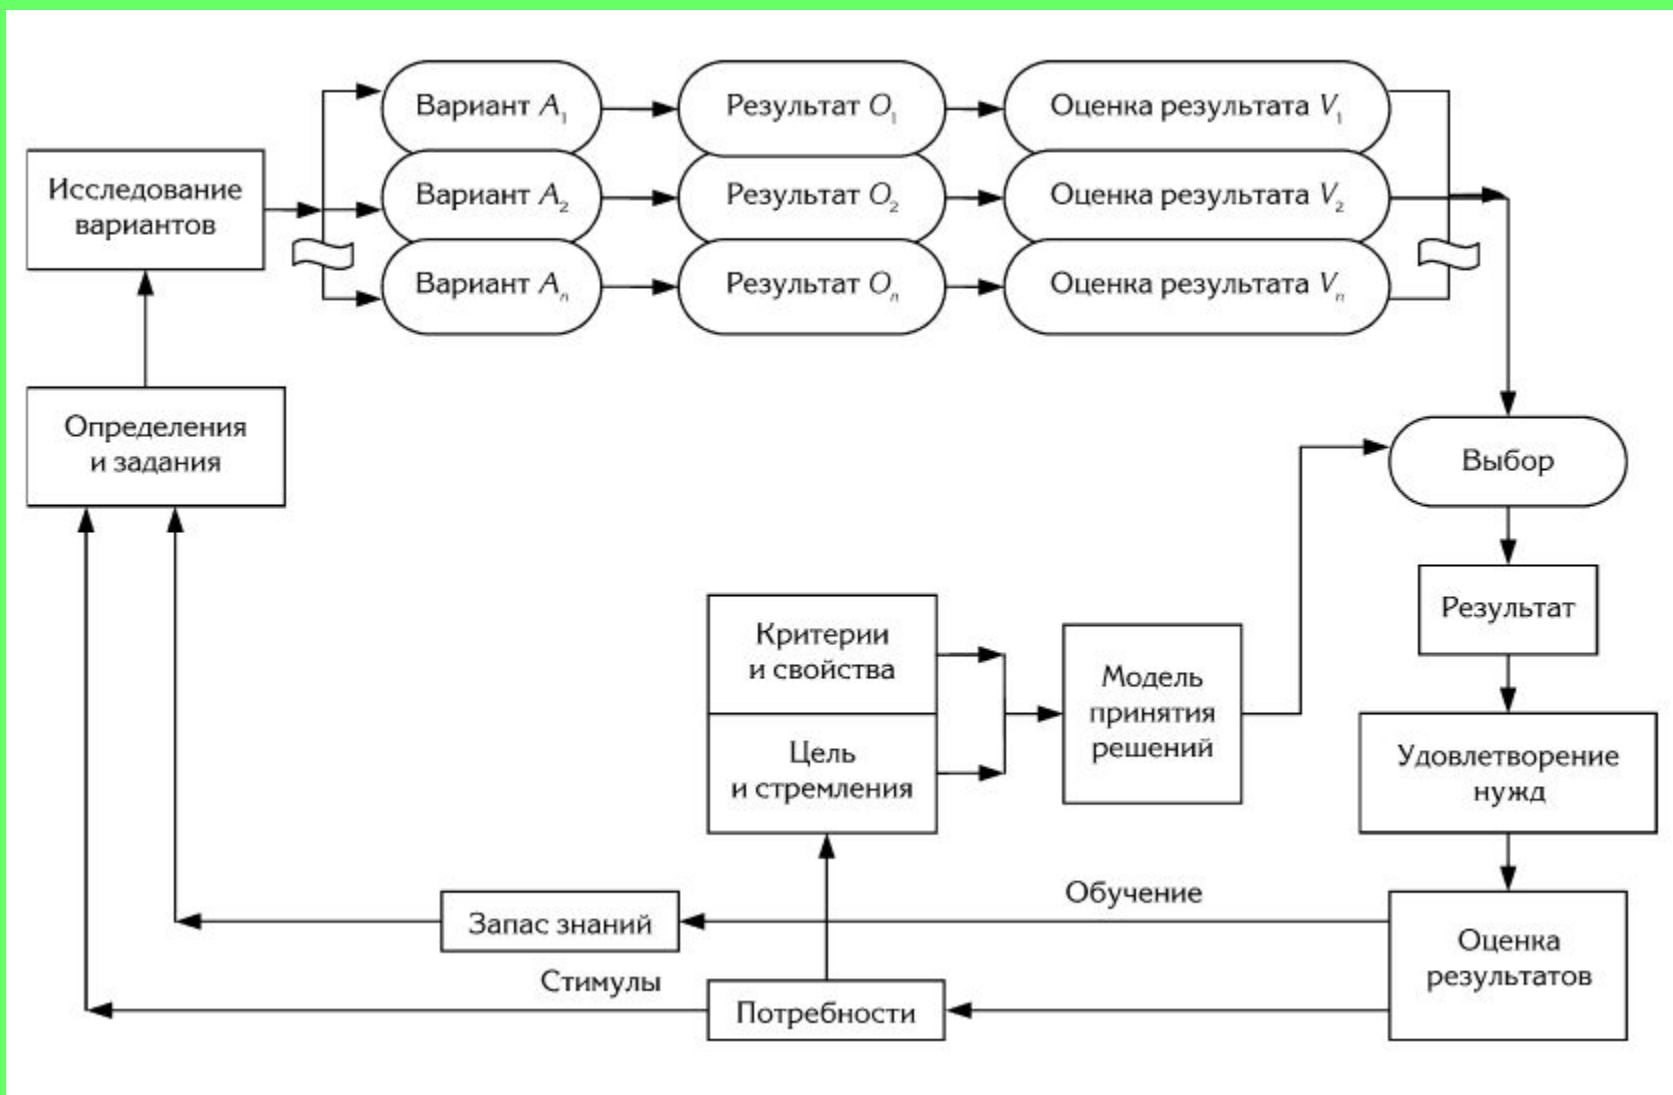 Вариант A₁
Результат O₁
Оценка результата V₁
Исследование
вариантов
Вариант A₂
Результат O₂
Оценка результата V₂
Вариант Aₙ
Результат Oₙ
Оценка результата Vₙ
Определения
и задания
Выбор
Результат
Критерии
и свойства
Модель
принятия
решений
Цель
и стремления
Удовлетворение
нужд
Обучение
Запас знаний
Оценка
результатов
Стимулы
Потребности